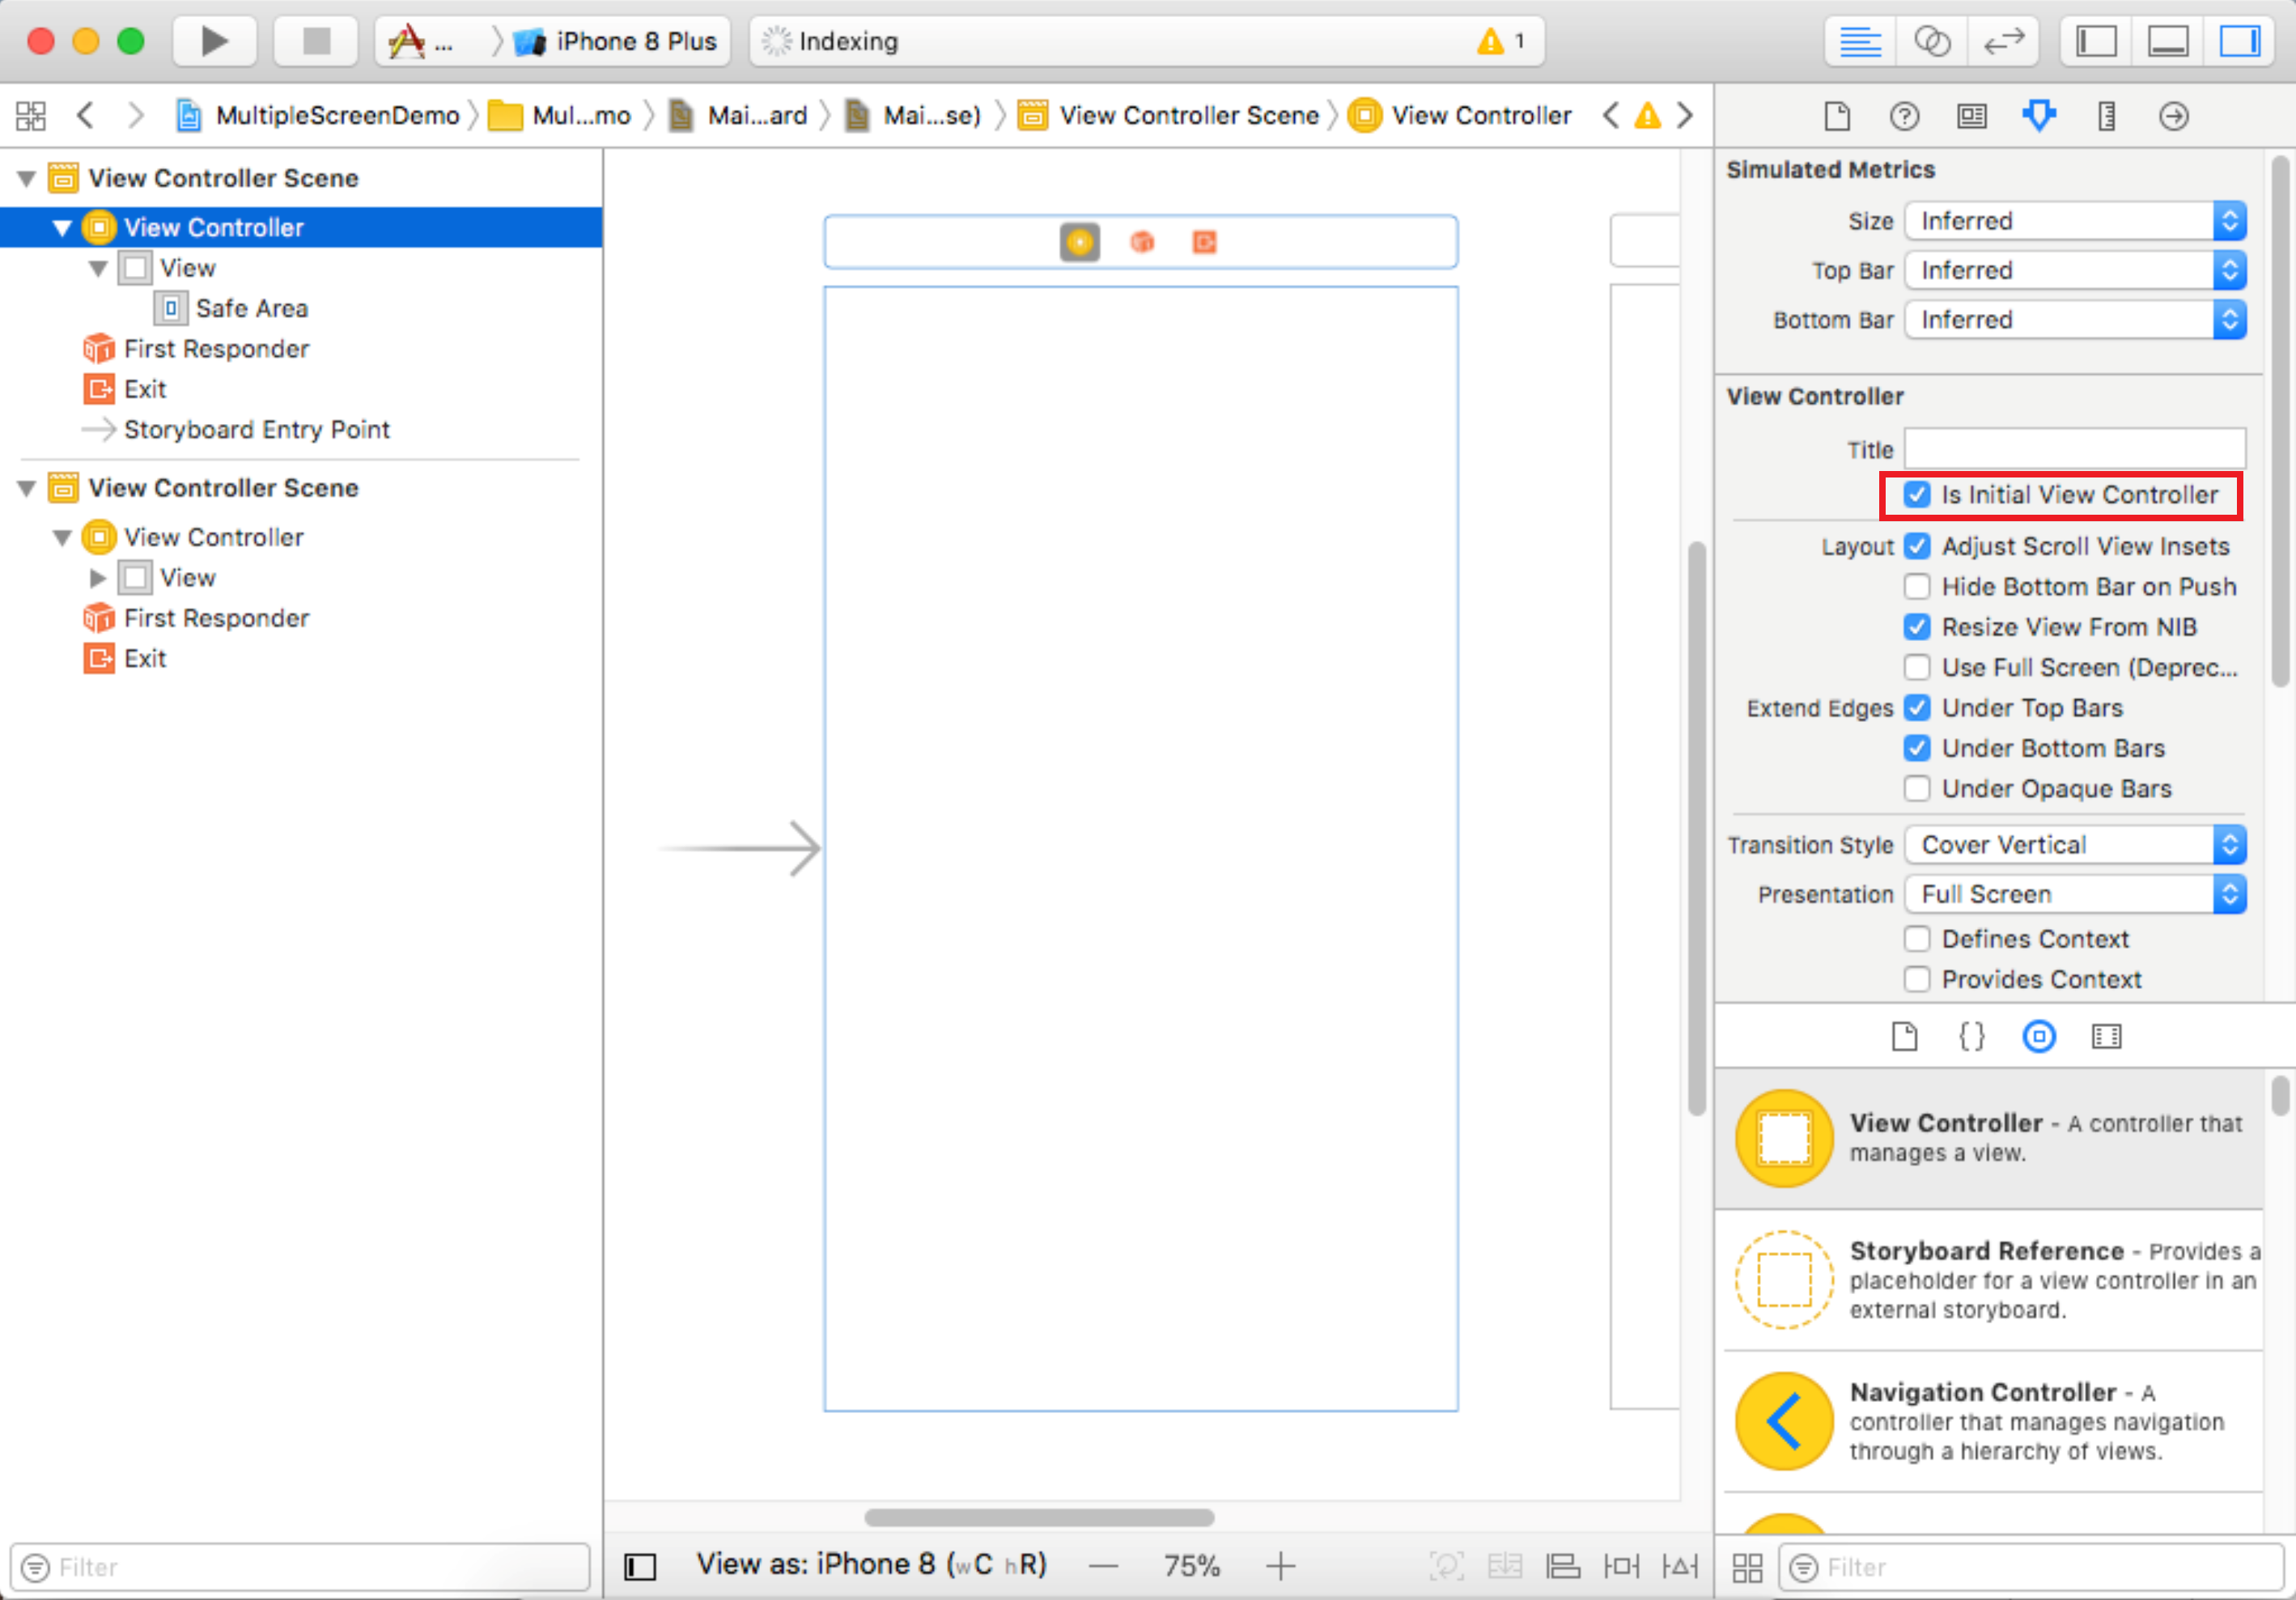 ... iPhone 8 Plus Indexing 1
MultipleScreenDemo Mul...mo Mai...ard Mai...se) View Controller Scene View Controller
View Controller Scene
View Controller
View
Safe Area
First Responder
Exit
Storyboard Entry Point
View Controller Scene
View Controller
View
First Responder
Exit
Filter
View as: iPhone 8 (wC hR) — 75% +
Simulated Metrics
Size Inferred
Top Bar Inferred
Bottom Bar Inferred
View Controller
Title
Is Initial View Controller
Layout Adjust Scroll View Insets
Hide Bottom Bar on Push
Resize View From NIB
Use Full Screen (Deprec...
Extend Edges Under Top Bars
Under Bottom Bars
Under Opaque Bars
Transition Style Cover Vertical
Presentation Full Screen
Defines Context
Provides Context
{}
View Controller - A controller that
manages a view.
Storyboard Reference - Provides a
placeholder for a view controller in an
external storyboard.
Navigation Controller - A
controller that manages navigation
through a hierarchy of views.
Filter